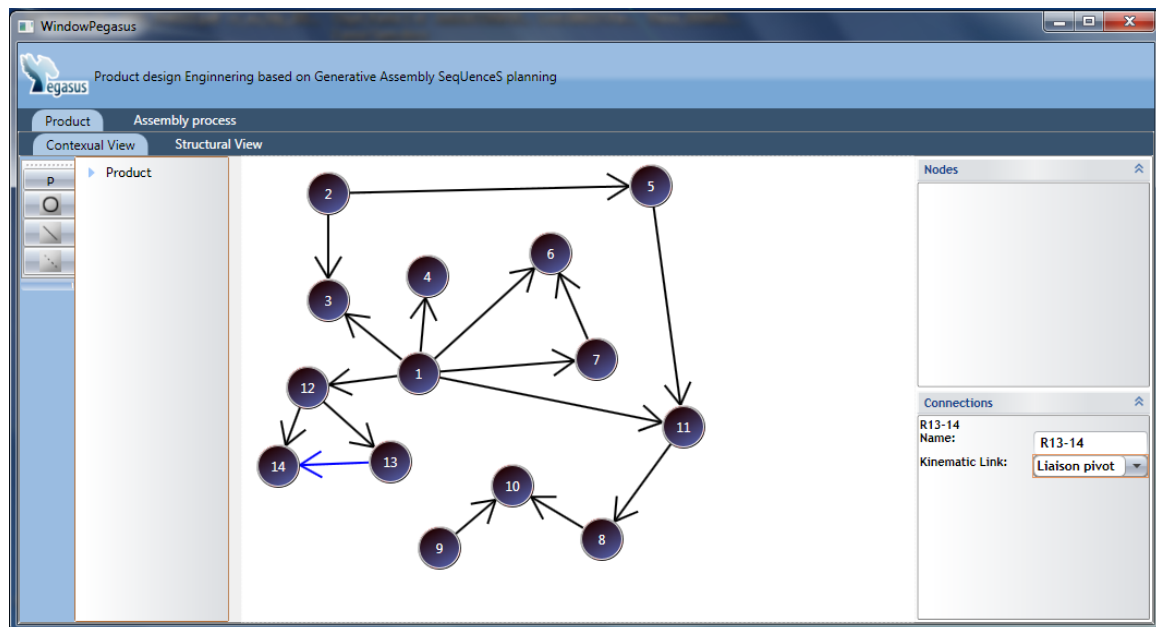 WindowPegasus
egasus
Product design Enginnering based on Generative Assembly SeqUenceS planning
Product Assembly process
Contexual View Structural View
P
Product
Nodes
2
5
6
4
3
7
1
12
11
13
14
10
8
9
Connections
R13-14
Name: R13-14
Kinematic Link: Liaison pivot